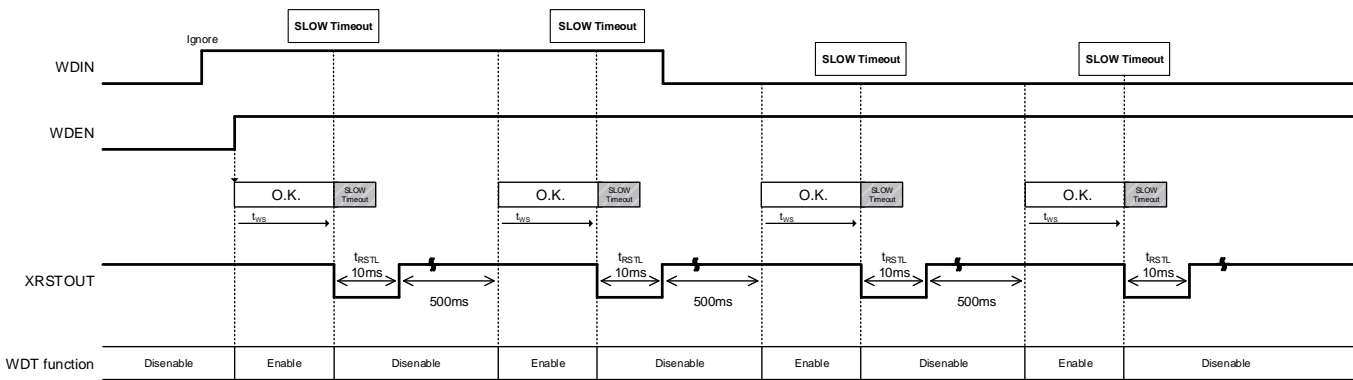 SLOW Timeout SLOW Timeout
Ignore
SLOW Timeout SLOW Timeout
WDIN
WDEN
O.K. SLOW Timeout O.K. SLOW Timeout O.K. SLOW Timeout O.K. SLOW Timeout
tWS tWS tWS tWS
tRSTL tRSTL tRSTL tRSTL
10ms 10ms 10ms 10ms
XRSTOUT
500ms 500ms 500ms
WDT function Disenable Enable Disenable Enable Disenable Enable Disenable Enable Disenable